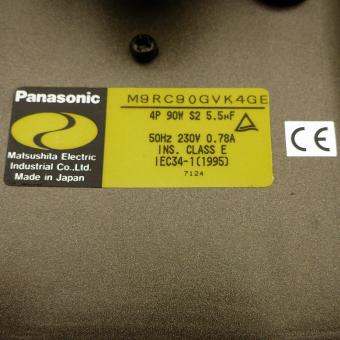 Panasonic
Matsushita Electric
Industrial Co.,Ltd.
Made in Japan
M9RC90GVK4GE
4P 90W S2 5.5μF
50Hz 230V 0.78A
INS. CLASS E
IEC34-1(1995)
7124
CE